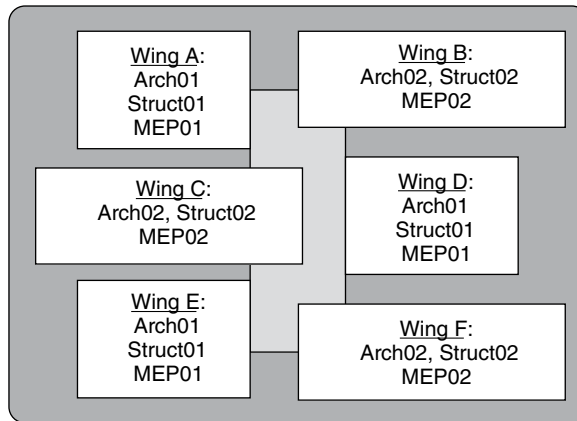 Wing A:
Arch01
Struct01
MEP01
Wing B:
Arch02, Struct02
MEP02
Wing C:
Arch02, Struct02
MEP02
Wing D:
Arch01
Struct01
MEP01
Wing E:
Arch01
Struct01
MEP01
Wing F:
Arch02, Struct02
MEP02